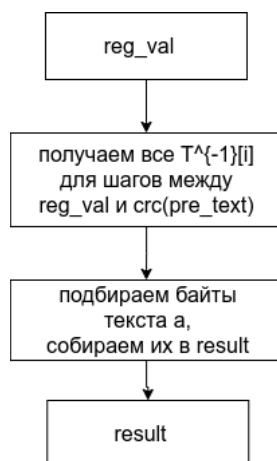 reg_val
получаем все T^{-1}[i]
для шагов между
reg_val и crc(pre_text)
подбираем байты
текста а,
собираем их в result
result